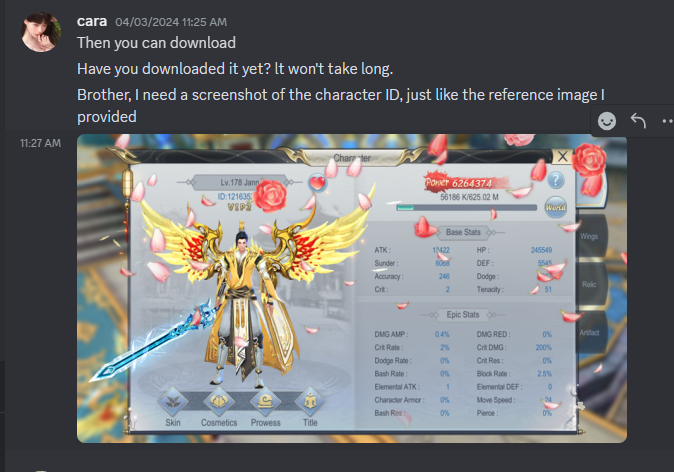 cara 04/03/2024 11:25 AM
Then you can download
Have you downloaded it yet? It won't take long.
Brother, I need a screenshot of the character ID, just like the reference image I
provided
11:27 AM
Character
X
Lv.178 Jann
ID:121635
VIP2
Power 6264374
?
56186 K/625.02 M
World
Base Stats
ATK : HP : 245549
Sunder : DEF : 5545
Accuracy : 246 Dodge :
Crit : 2 Tenacity : 51
Epic Stats
DMG AMP : 0.4% DMG RED : 0%
Crit Rate : 2% Crit DMG : 200%
Dodge Rate : 0% Crit Res : 0%
Bash Rate : 0% Block Rate : 2.5%
Elemental ATK : 1 Elemental DEF : 0
Character Armor : 0% Move Speed : 24
Bash Res : 0% Pierce : 0%
Skin Cosmetics Prowess Title
Wings
Relic
Artifact